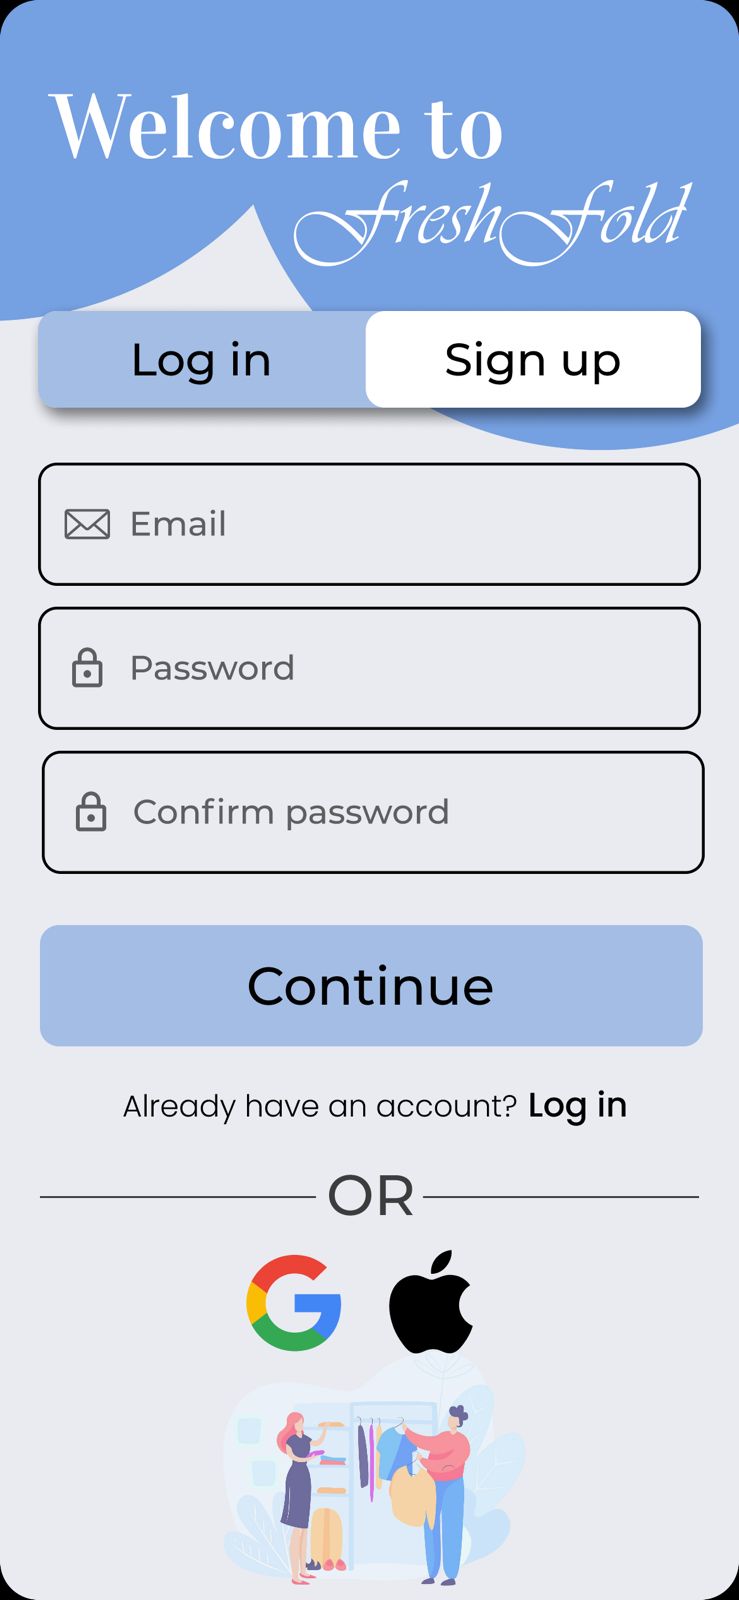 Welcome to
FreshFold
Log in
Sign up
Email
Password
Confirm password
Continue
Already have an account? Log in
OR